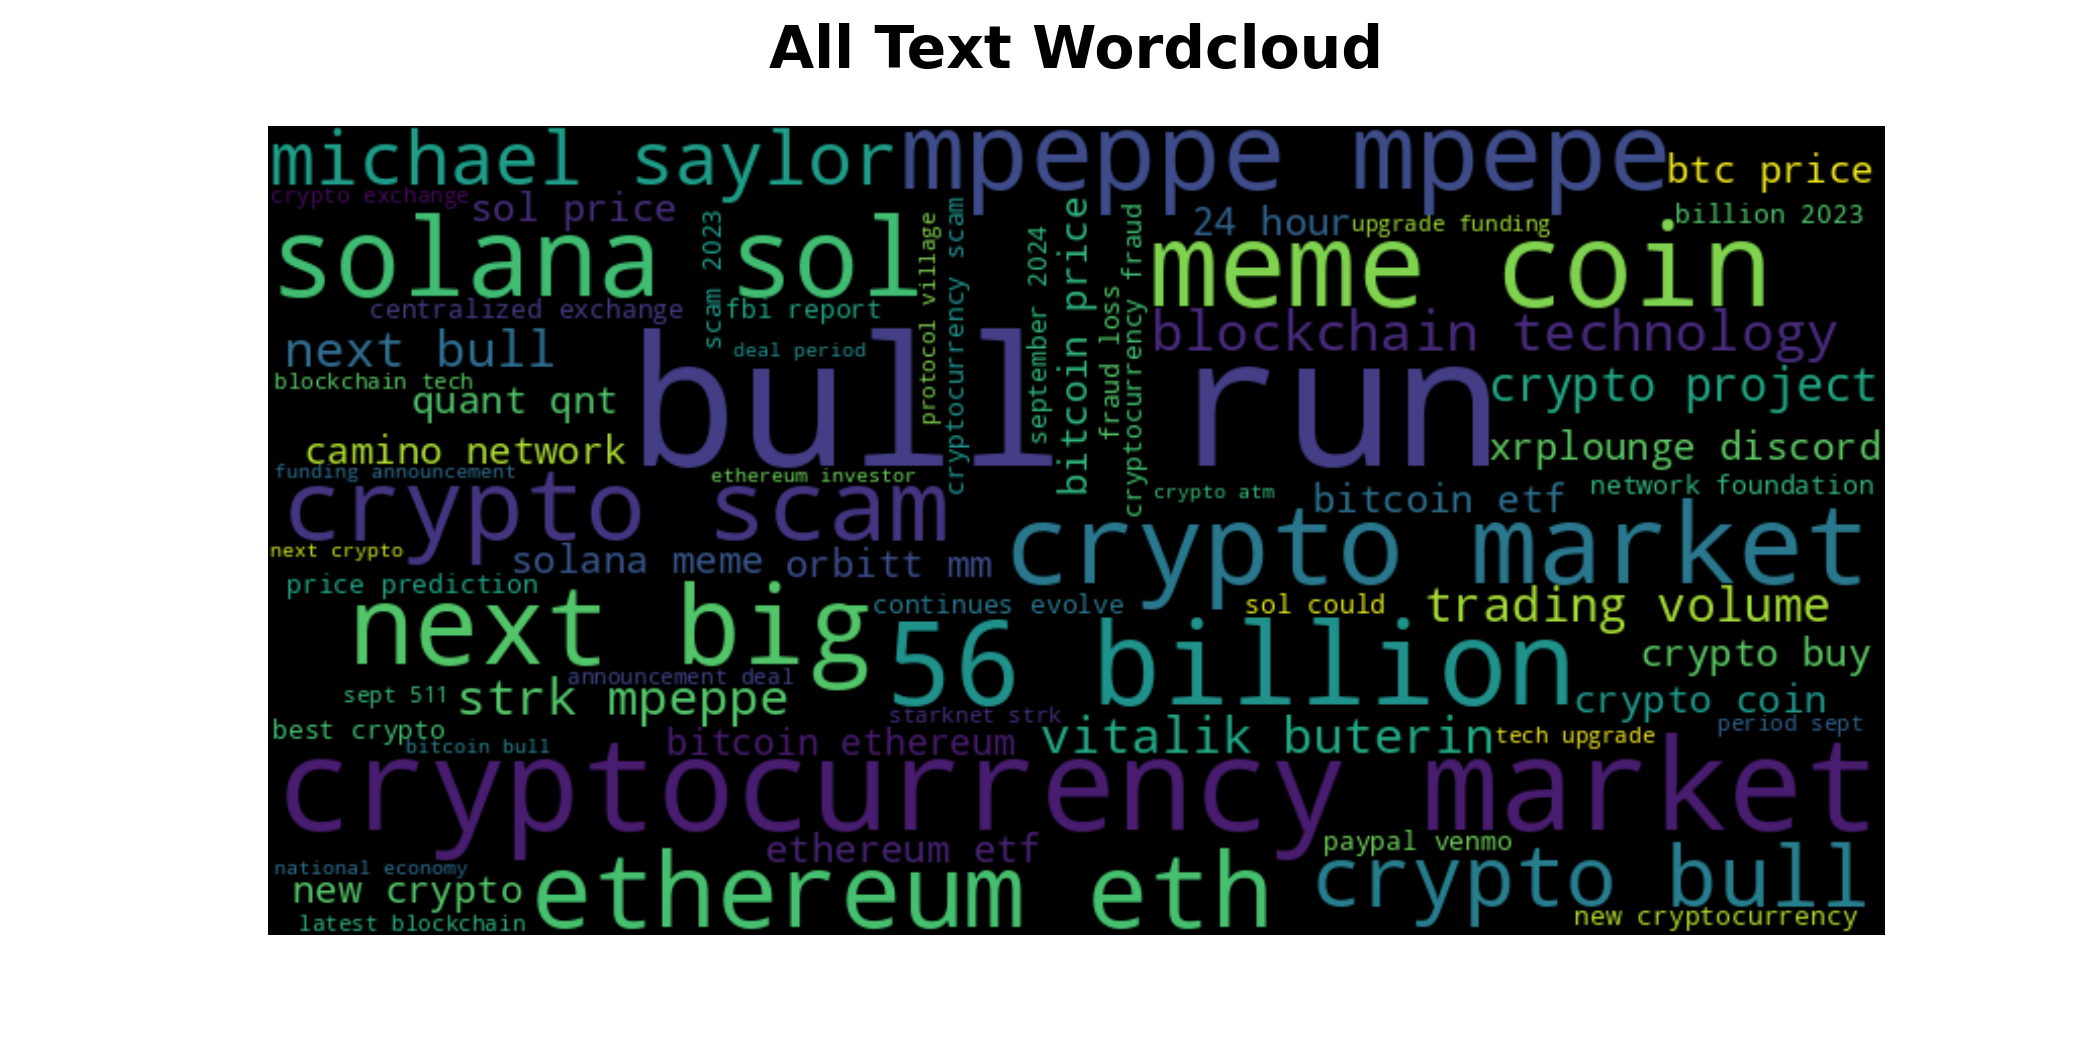 All Text Wordcloud
michael saylor
mpeppe mpepe
btc price
crypto exchange
sol price
24 hour
upgrade funding
billion 2023
solana sol
scam 2023
protocol village
cryptocurrency scam
september 2024
bitcoin price
fraud loss
cryptocurrency fraud
meme coin
centralized exchange
fbi report
blockchain technology
next bull
deal period
bull run
blockchain tech
quant qnt
crypto project
camino network
xrplounge discord
funding announcement
ethereum investor
crypto scam
crypto atm
bitcoin etf
network foundation
crypto market
next crypto
solana meme
orbitt mm
price prediction
next big
continues evolve
sol could
trading volume
56 billion
crypto buy
announcement deal
sept 511
strk mpeppe
crypto coin
starknet strk
period sept
best crypto
bitcoin bull
bitcoin ethereum
vitalik buterin
tech upgrade
cryptocurrency market
ethereum etf
paypal venmo
national economy
new crypto
ethereum eth
crypto bull
latest blockchain
new cryptocurrency